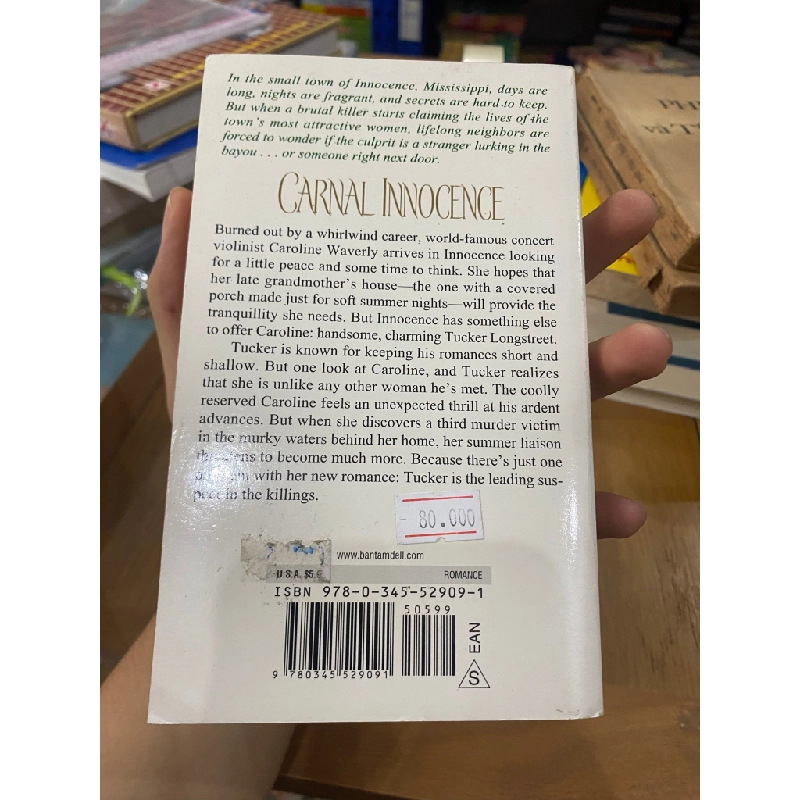 In the small town of Innocence, Mississippi, days are
long, nights are fragrant, and secrets are hard to keep.
But when a brutal killer starts claiming the lives of the
town's most attractive women, lifelong neighbors are
forced to wonder if the culprit is a stranger lurking in the
bayou . . . or someone right next door.
CARNAL INNOCENCE
Burned out by a whirlwind career, world-famous concert
violinist Caroline Waverly arrives in Innocence looking
for a little peace and some time to think. She hopes that
her late grandmother's house—the one with a covered
porch made just for soft summer nights—will provide the
tranquillity she needs. But Innocence has something else
to offer Caroline: handsome, charming Tucker Longstreet.
Tucker is known for keeping his romances short and
shallow. But one look at Caroline, and Tucker realizes
that she is unlike any other woman he's met. The coolly
reserved Caroline feels an unexpected thrill at his ardent
advances. But when she discovers a third murder victim
in the murky waters behind her home, her summer liaison
to become much more. Because there's just one
with her new romance: Tucker is the leading sus-
pect in the killings.
80.000
www.bantamdell.com
U.S.A. $5. ROMANCE
ISBN 978-0-345-52909-1
50599
9 780345 529091
EAN
S